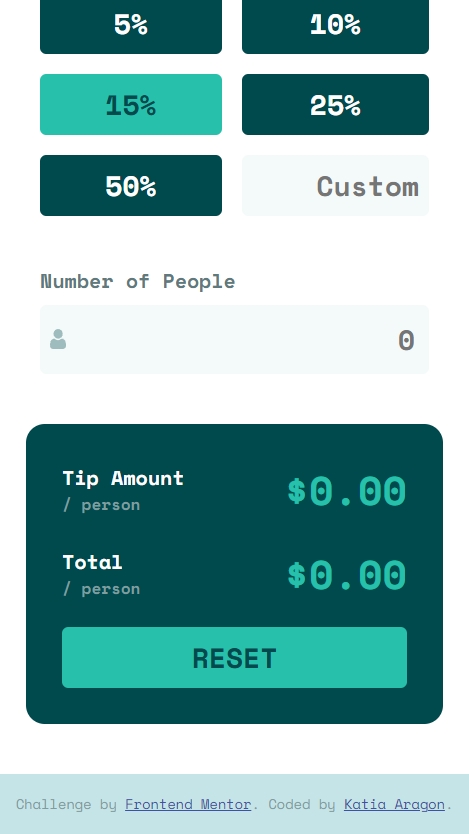 5% 10%
15% 25%
50% Custom
Number of People
0
Tip Amount
/ person
$0.00
Total
/ person
$0.00
RESET
Challenge by Frontend Mentor. Coded by Katia Aragon.